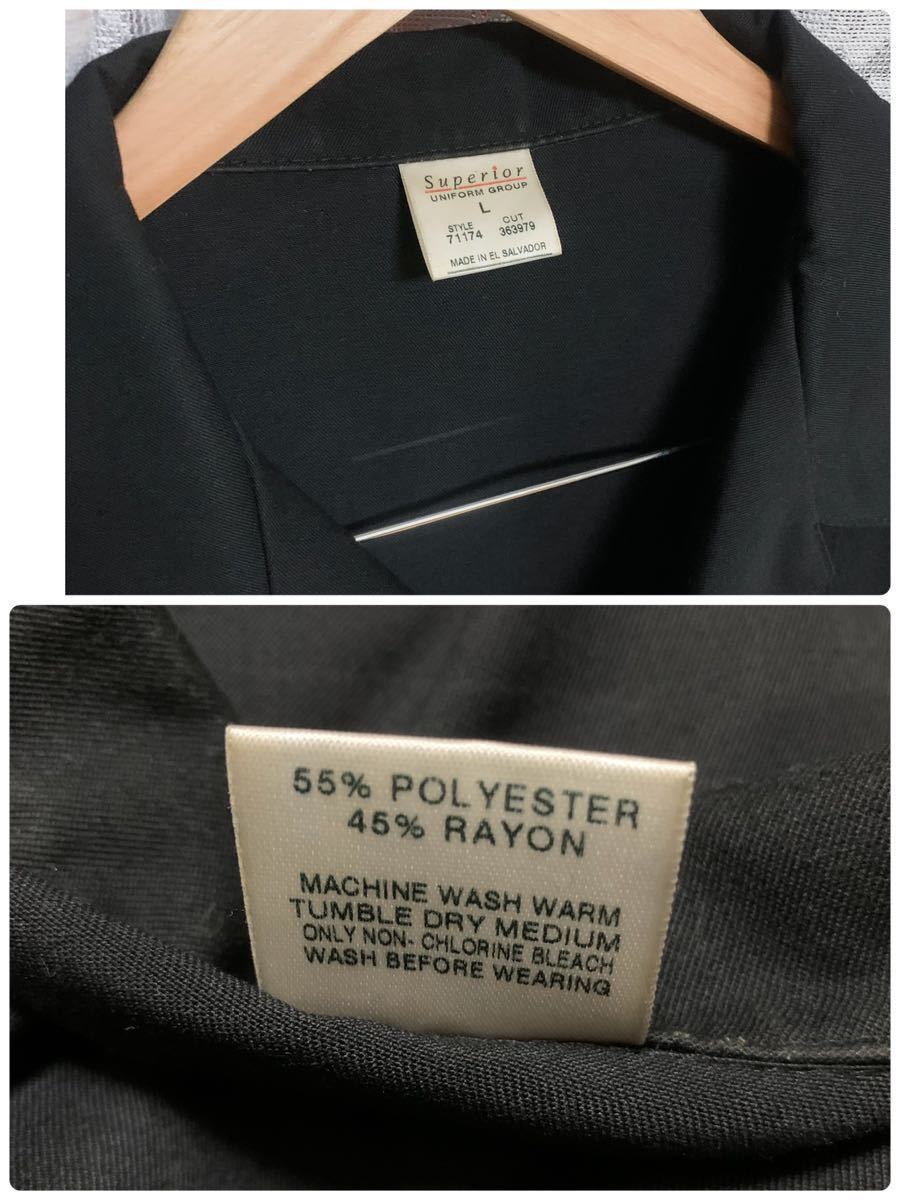 Superior
UNIFORM GROUP
L
STYLE CUT
71174 363979
MADE IN EL SALVADOR
55% POLYESTER
45% RAYON
MACHINE WASH WARM
TUMBLE DRY MEDIUM
ONLY NON- CHLORINE BLEACH
WASH BEFORE WEARING